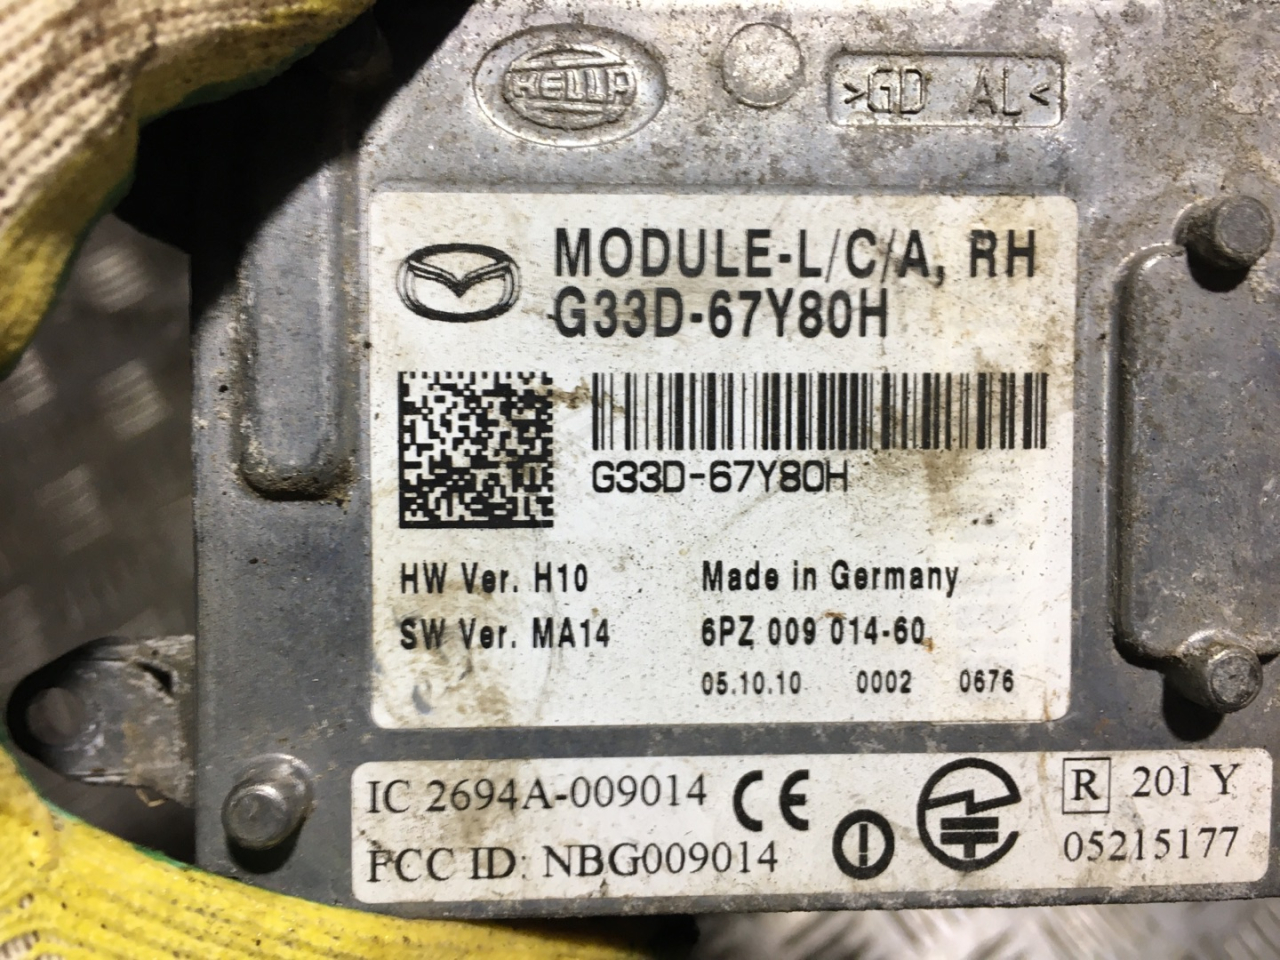 HELLA
>GD AL<
MODULE-L/C/A, RH
G33D-67Y80H
G33D-67Y80H
HW Ver. H10 Made in Germany
SW Ver. MA14 6PZ 009 014-60
05.10.10 0002 0676
IC 2694A-009014 CE R 201 Y
FCC ID: NBG009014 05215177